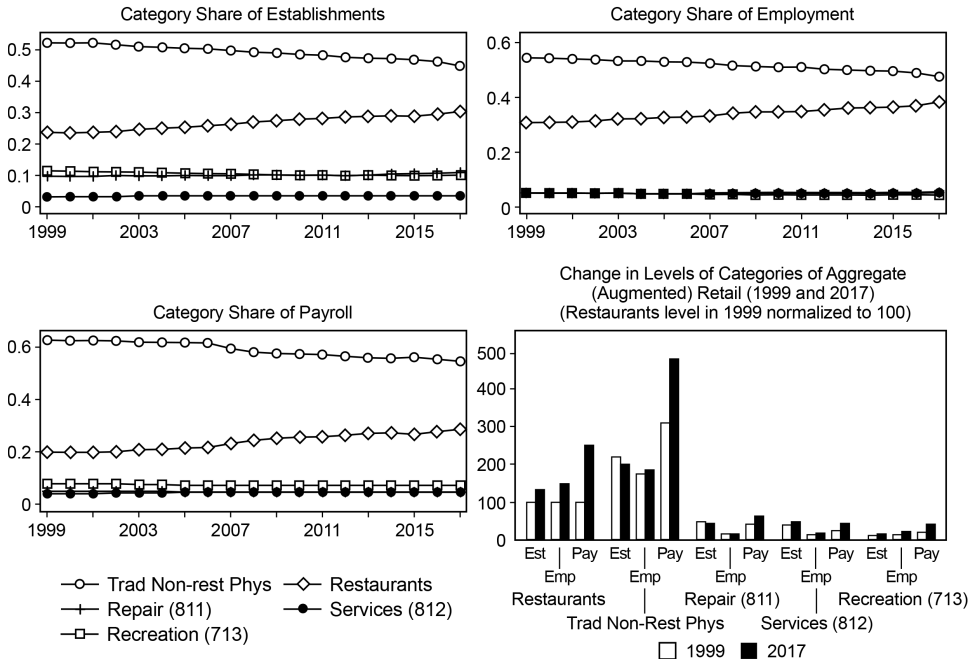 Category Share of Establishments
0.5
0.4
0.3
0.2
0.1
0
1999 2003 2007 2011 2015
Category Share of Employment
0.6
0.4
0.2
0
1999 2003 2007 2011 2015
Category Share of Payroll
0.6
0.4
0.2
0
1999 2003 2007 2011 2015
Trad Non-rest Phys
Restaurants
Repair (811)
Services (812)
Recreation (713)
Change in Levels of Categories of Aggregate
(Augmented) Retail (1999 and 2017)
(Restaurants level in 1999 normalized to 100)
500
400
300
200
100
0
Est Pay Est Pay Est Pay Est Pay Est Pay
Emp Emp Emp Emp Emp
Restaurants Repair (811) Recreation (713)
Trad Non-Rest Phys Services (812)
1999 2017